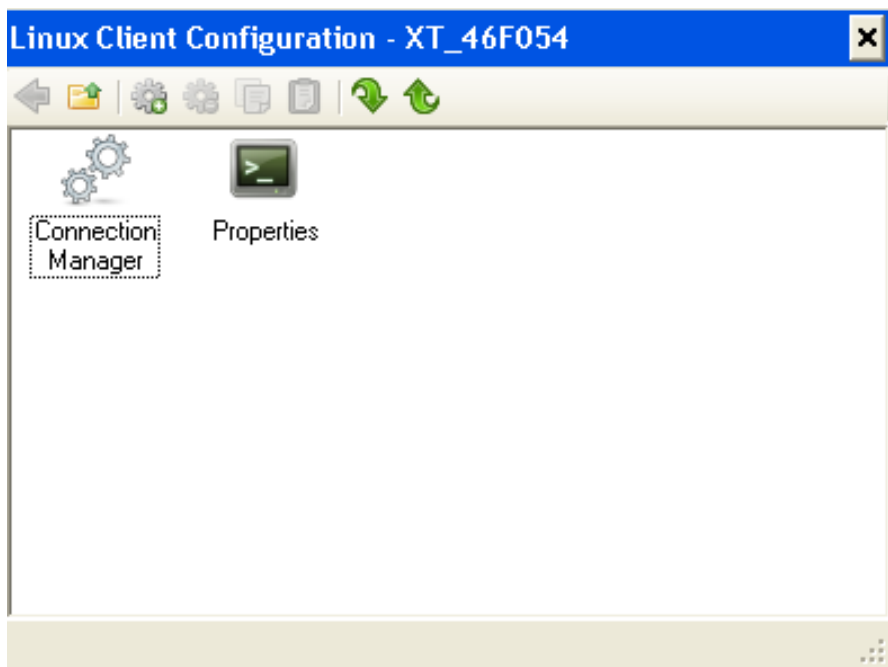 Linux Client Configuration - XT_46F054
Connection
Manager
Properties